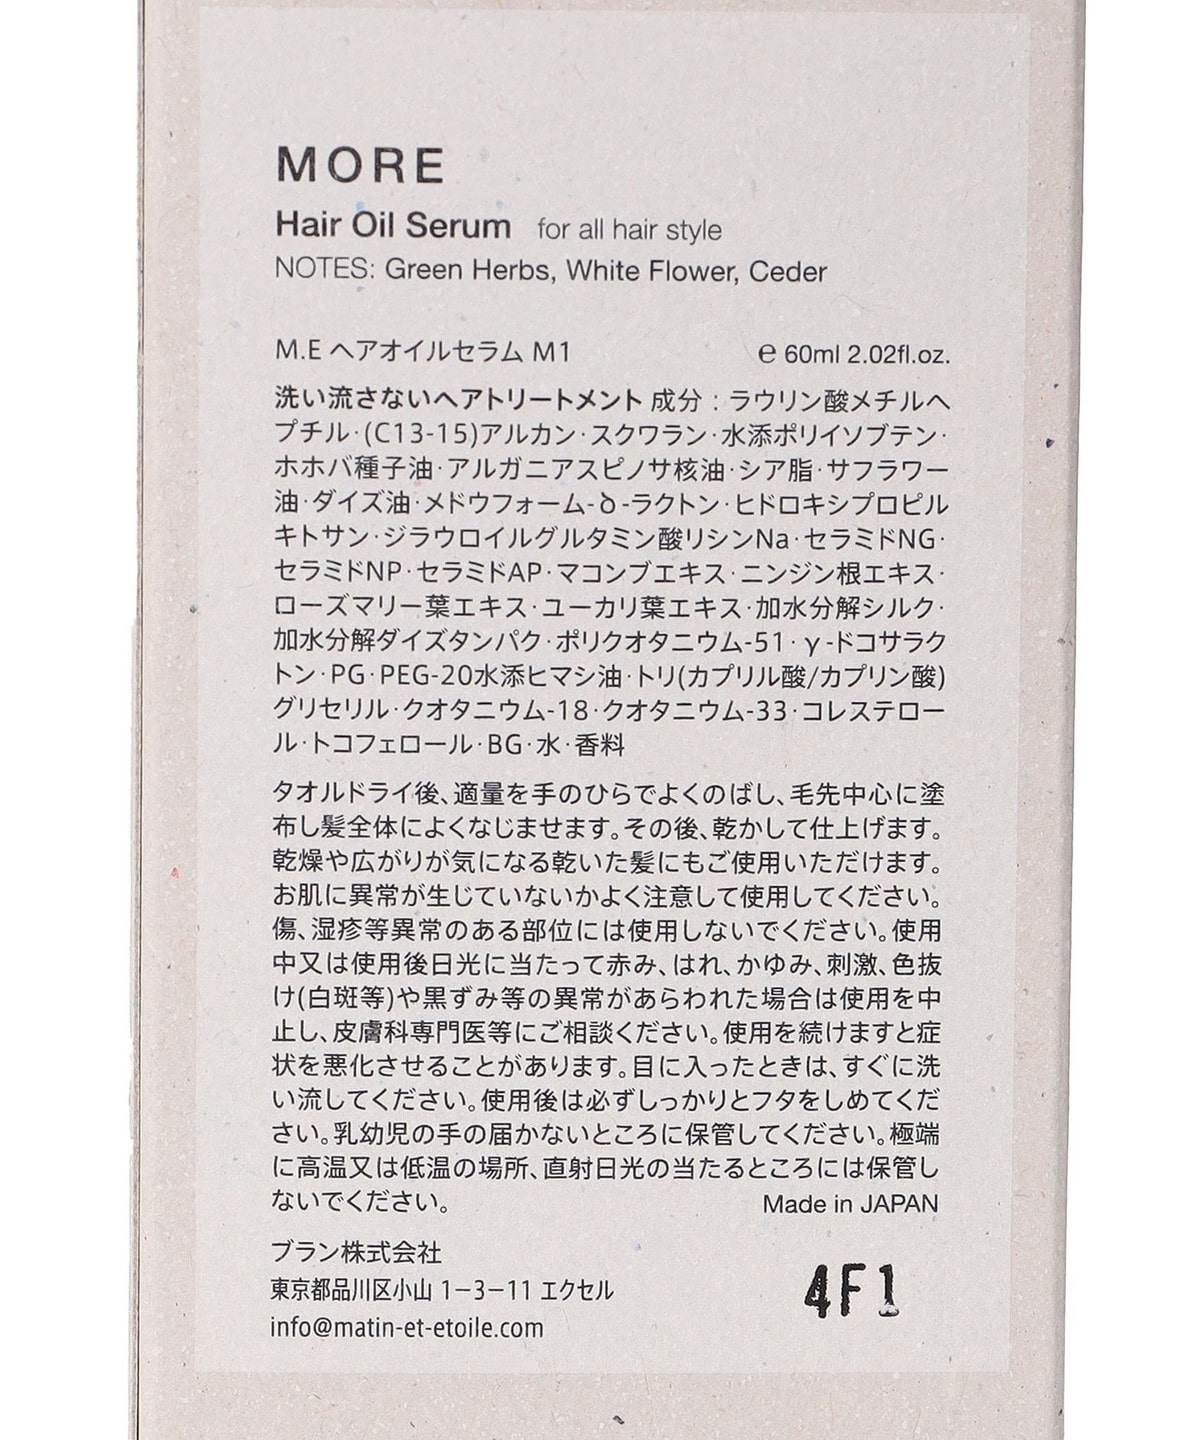 MORE
Hair Oil Serum for all hair style
NOTES: Green Herbs, White Flower, Ceder
M.E ヘアオイルセラム M1 ℮ 60ml 2.02fl.oz.
洗い流さないヘアトリートメント 成分：ラウリン酸メチルヘ
プチル·(C13-15)アルカン·スクワラン·水添ポリイソブテン·
ホホバ種子油·アルガニアスピノサ核油·シア脂·サフラワー
油·ダイズ油·メドウフォーム-δ-ラクトン·ヒドロキシプロピル
キトサン·ジラウロイルグルタミン酸リシンNa·セラミドNG·
セラミドNP·セラミドAP·マコンブエキス·ニンジン根エキス·
ローズマリー葉エキス·ユーカリ葉エキス·加水分解シルク·
加水分解ダイズタンパク·ポリクオタニウム-51·γ-ドコサラク
トン·PG·PEG-20水添ヒマシ油·トリ(カプリル酸/カプリン酸)
グリセリル·クオタニウム-18·クオタニウム-33·コレステロー
ル·トコフェロール·BG·水·香料
タオルドライ後、適量を手のひらでよくのばし、毛先中心に塗
布し髪全体によくなじませます。その後、乾かして仕上げます。
乾燥や広がりが気になる乾いた髪にもご使用いただけます。
お肌に異常が生じていないかよく注意して使用してください。
傷、湿疹等異常のある部位には使用しないでください。使用
中又は使用後日光に当たって赤み、はれ、かゆみ、刺激、色抜
け(白斑等)や黒ずみ等の異常があらわれた場合は使用を中
止し、皮膚科専門医等にご相談ください。使用を続けますと症
状を悪化させることがあります。目に入ったときは、すぐに洗
い流してください。使用後は必ずしっかりとフタをしめてくだ
さい。乳幼児の手の届かないところに保管してください。極端
に高温又は低温の場所、直射日光の当たるところには保管し
ないでください。 Made in JAPAN
ブラン株式会社
東京都品川区小山 1−3−11 エクセル
info@matin-et-etoile.com
4F1